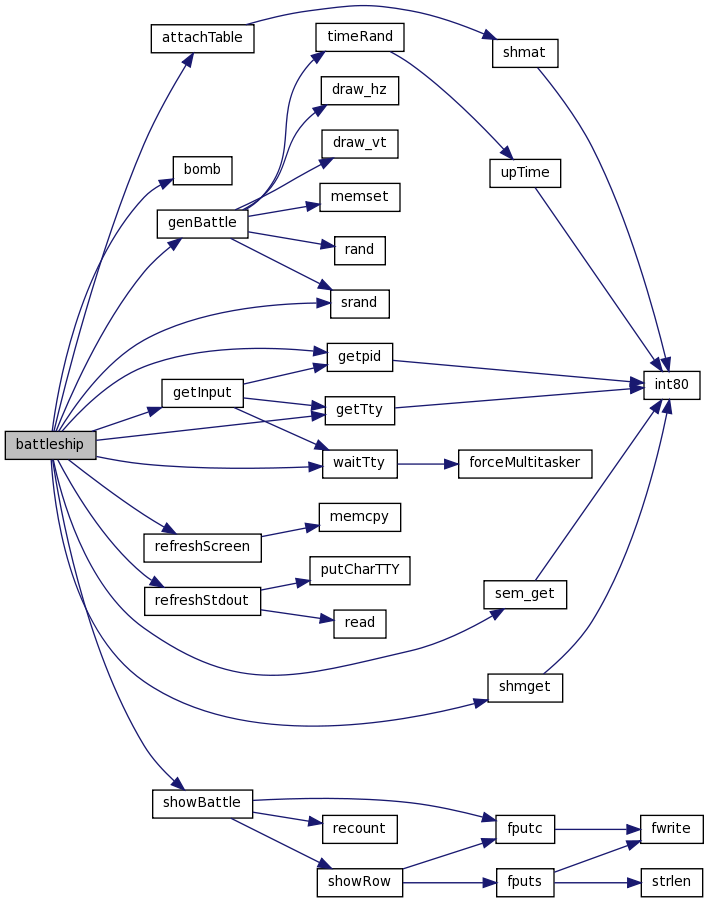 attachTable
timeRand
shmat
draw_hz
draw_vt
bomb
upTime
memset
genBattle
rand
srand
getpid
int80
getInput
getTty
battleship
waitTty
forceMultitasker
memcpy
refreshScreen
putCharTTY
sem_get
refreshStdout
read
shmget
showBattle
recount
fputc
fwrite
showRow
fputs
strlen